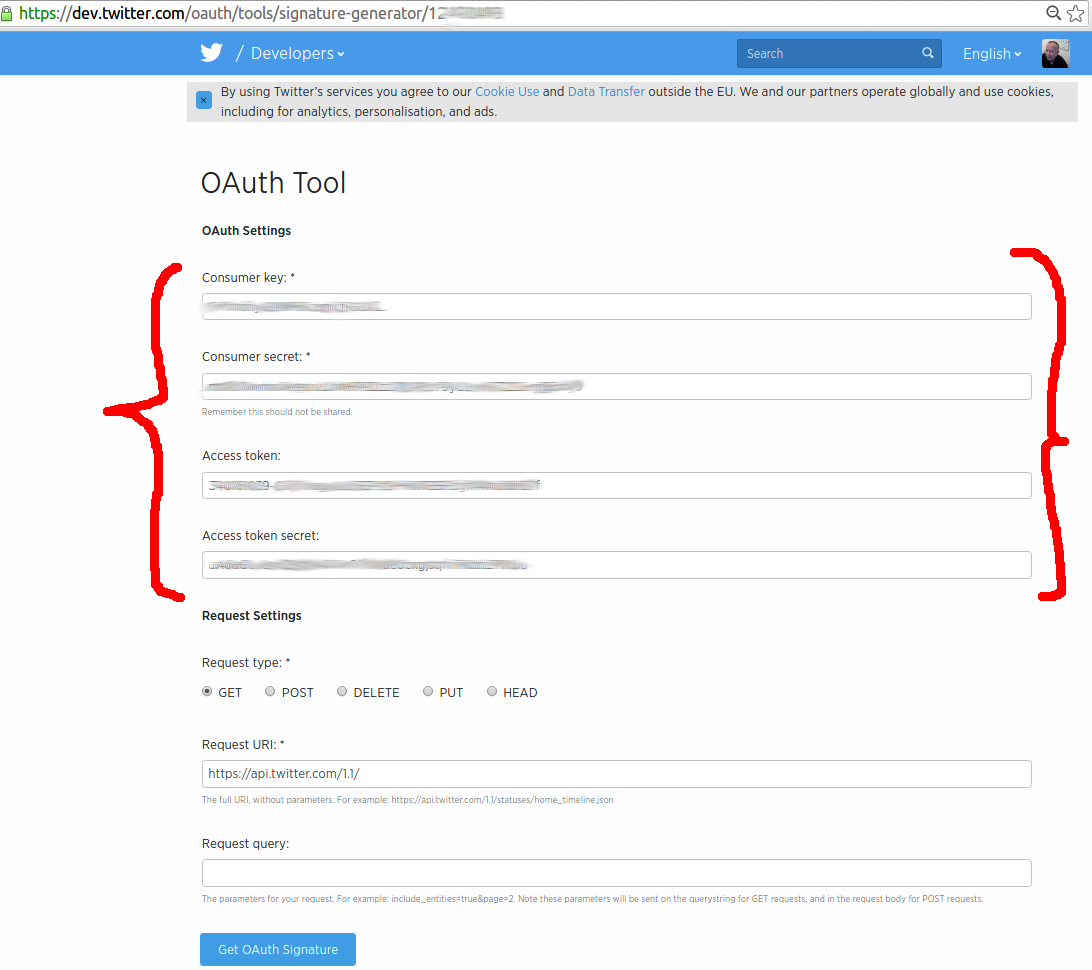 https://dev.twitter.com/oauth/tools/signature-generator/12
/ Developers Search English
× By using Twitter's services you agree to our Cookie Use and Data Transfer outside the EU. We and our partners operate globally and use cookies,
including for analytics, personalisation, and ads.
OAuth Tool
OAuth Settings
Consumer key: *
Consumer secret: *
Remember this should not be shared.
Access token:
Access token secret:
Request Settings
Request type: *
GET POST DELETE PUT HEAD
Request URI: *
https://api.twitter.com/1.1/
The full URI, without parameters. For example: https://api.twitter.com/1.1/statuses/home_timeline.json
Request query:
The parameters for your request. For example: include_entities=true&page=2. Note these parameters will be sent on the querystring for GET requests, and in the request body for POST requests.
Get OAuth Signature